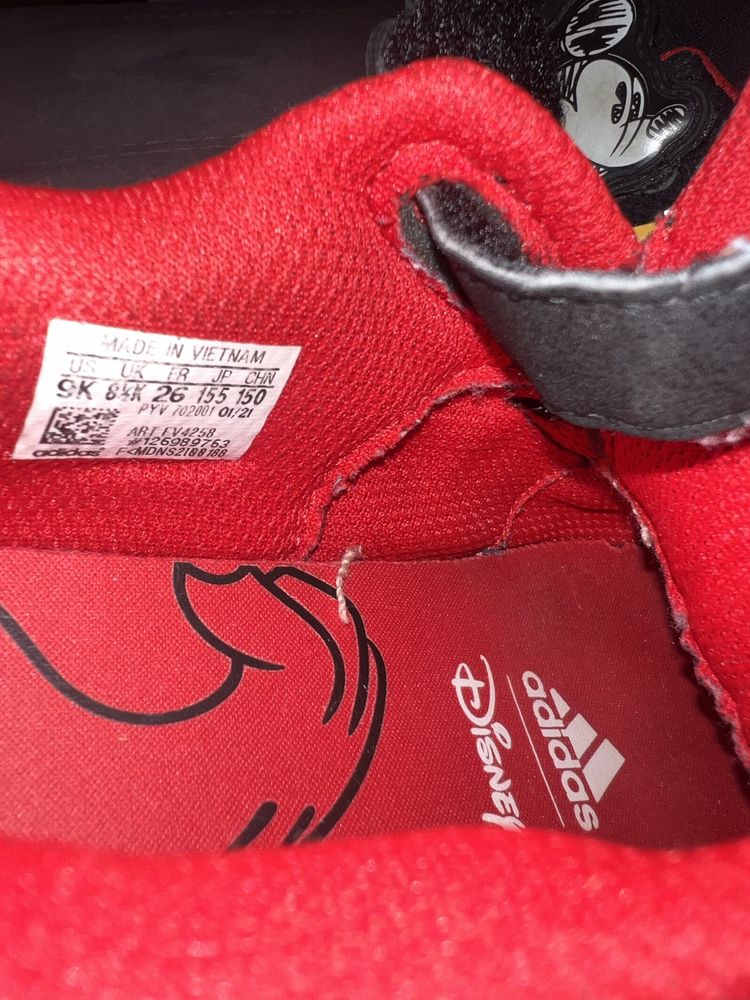 MADE IN VIETNAM
US UK FR JP CHN
9K 8½K 26 155 150
PYV 702001 01/21
ART FV4258
#126989763
adidas
Disney
adidas